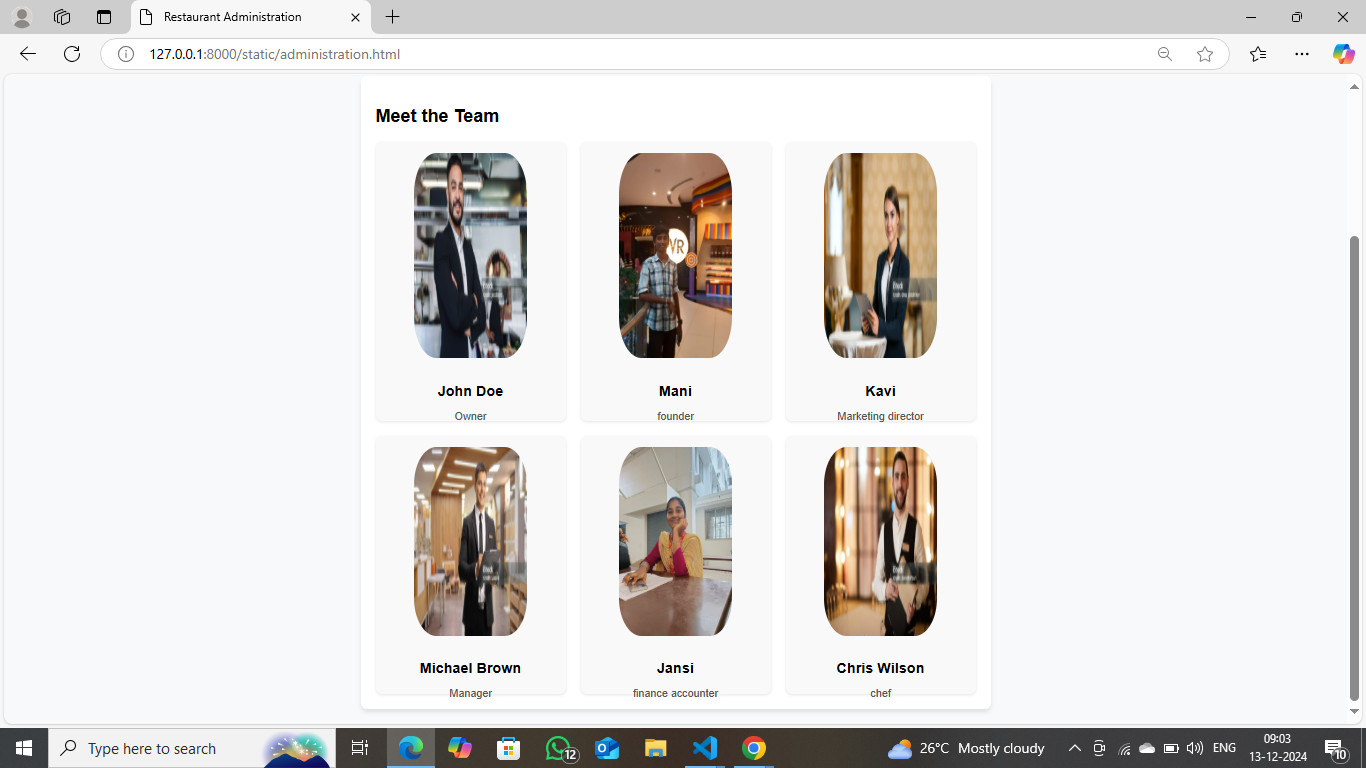 Restaurant Administration
127.0.0.1:8000/static/administration.html
Meet the Team
VR
John Doe
Mani
Kavi
Owner
founder
Marketing director
Michael Brown
Jansi
Chris Wilson
Manager
finance accounter
chef
Type here to search
12
26°C Mostly cloudy
ENG
09:03
13-12-2024
10